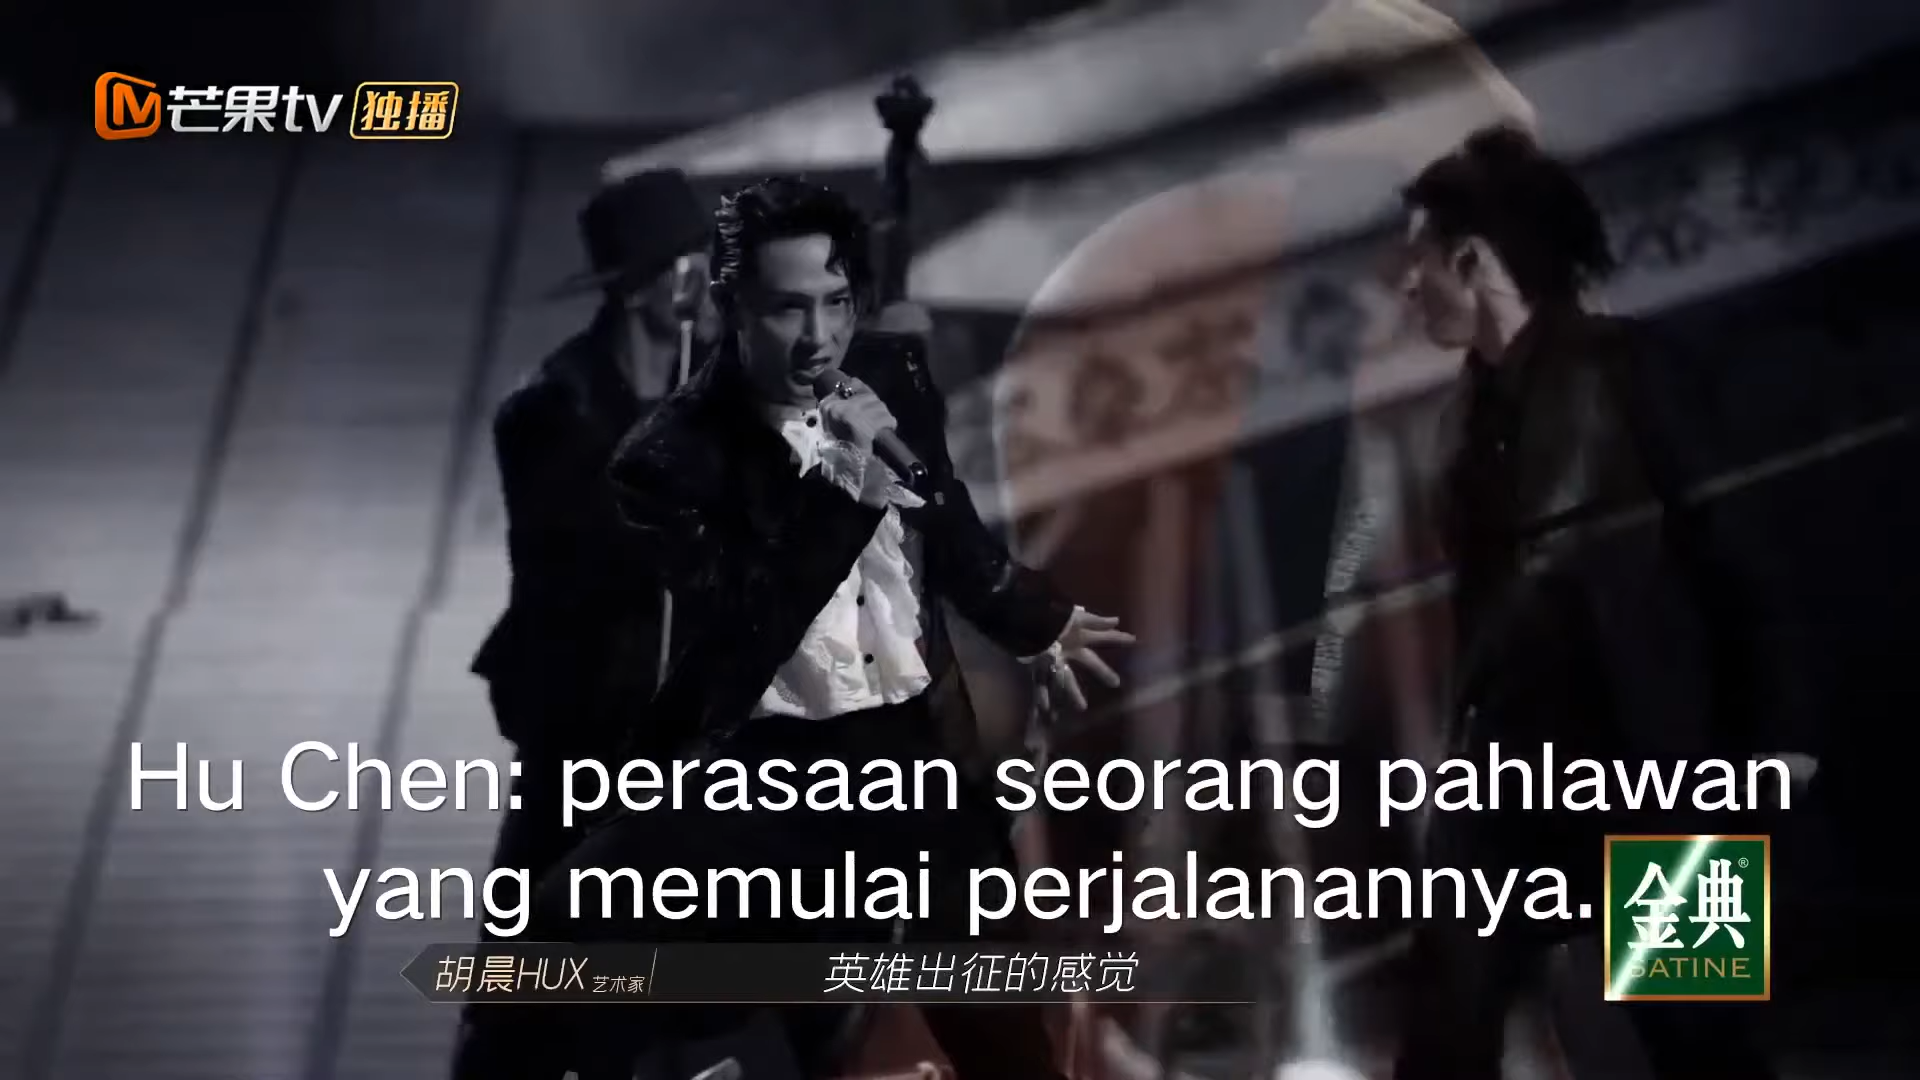 芒果tv 独播
Hu Chen: perasaan seorang pahlawan
yang memulai perjalanannya.
金典®
SATINE
胡晨HUX 艺术家 英雄出征的感觉